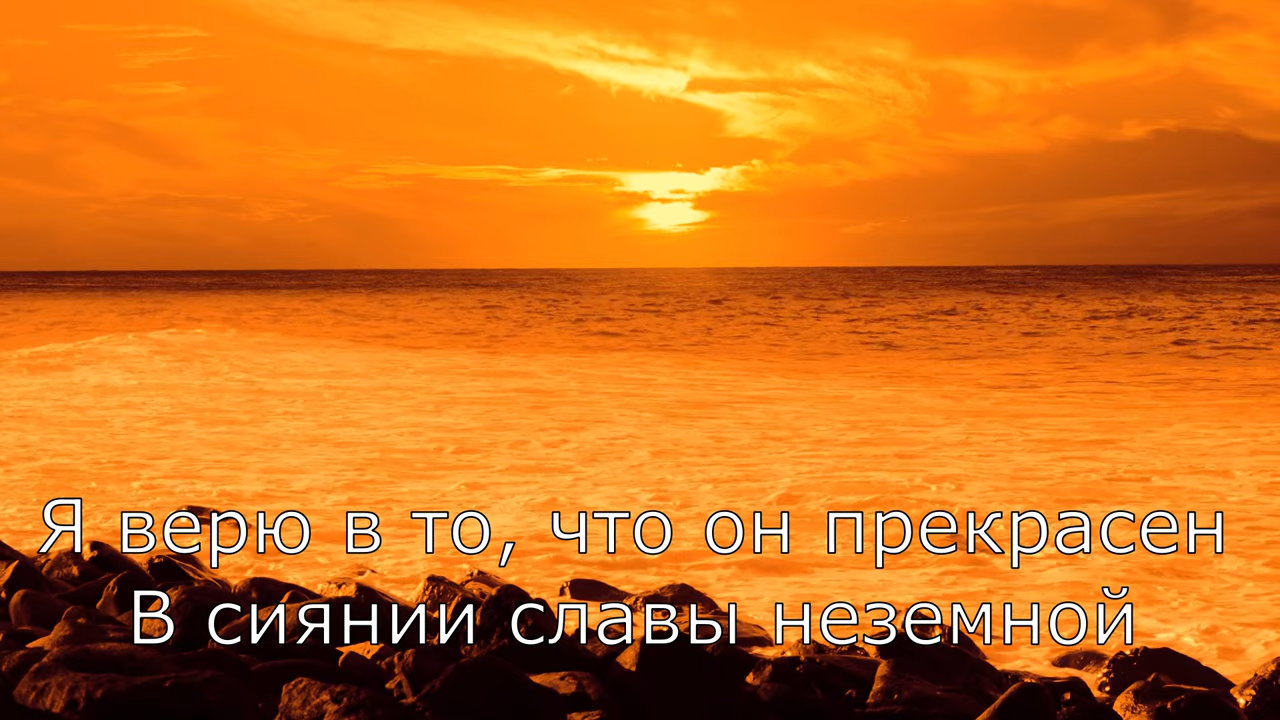 Я верю в то, что он прекрасен
В сиянии славы неземной